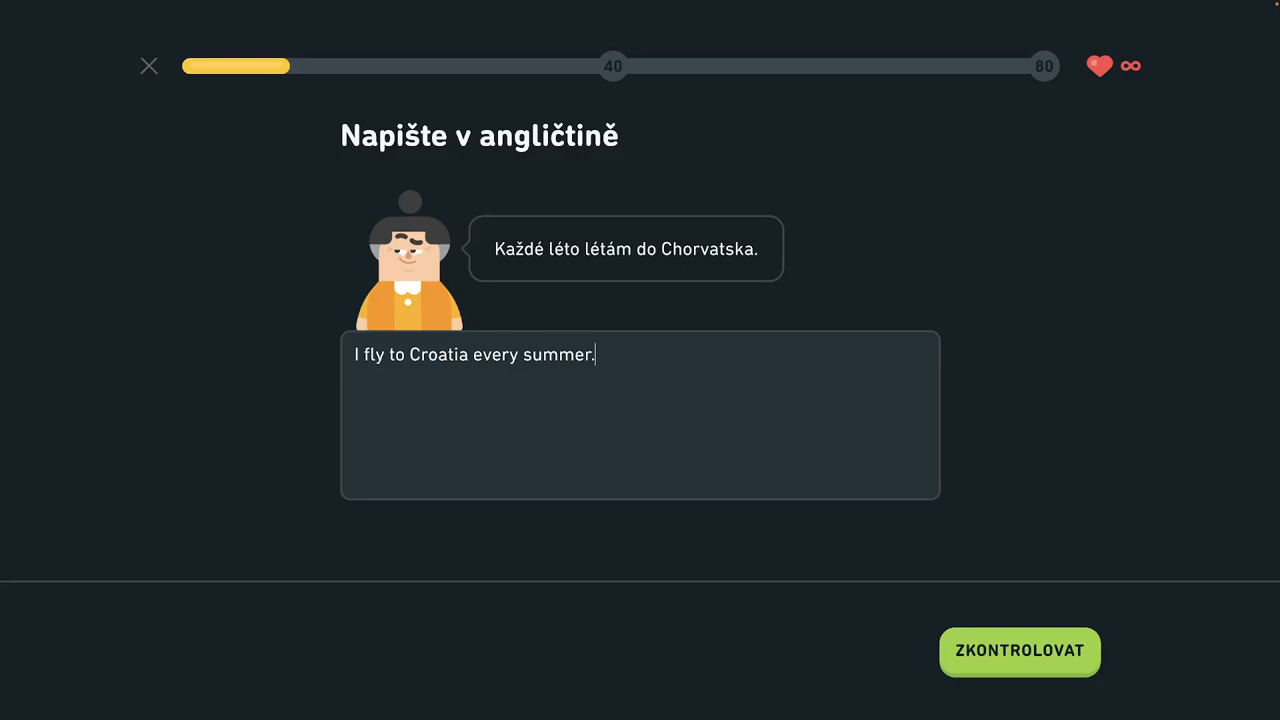 40
80
∞
Napište v angličtině
Každé léto létám do Chorvatska.
I fly to Croatia every summer.
ZKONTROLOVAT